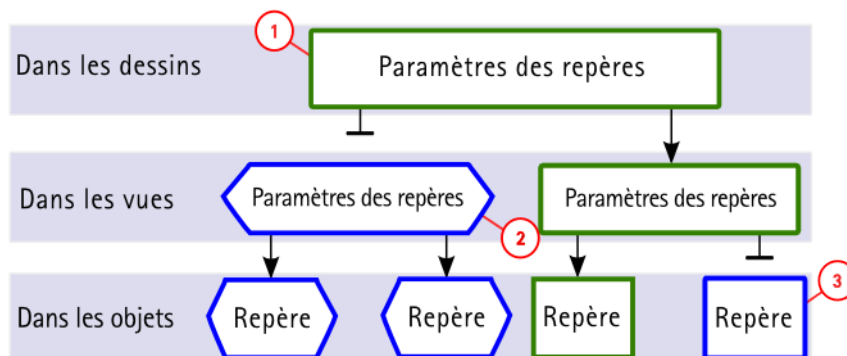 1
Dans les dessins
Paramètres des repères
Dans les vues
Paramètres des repères
Paramètres des repères
2
Dans les objets
Repère
Repère
Repère
Repère
3